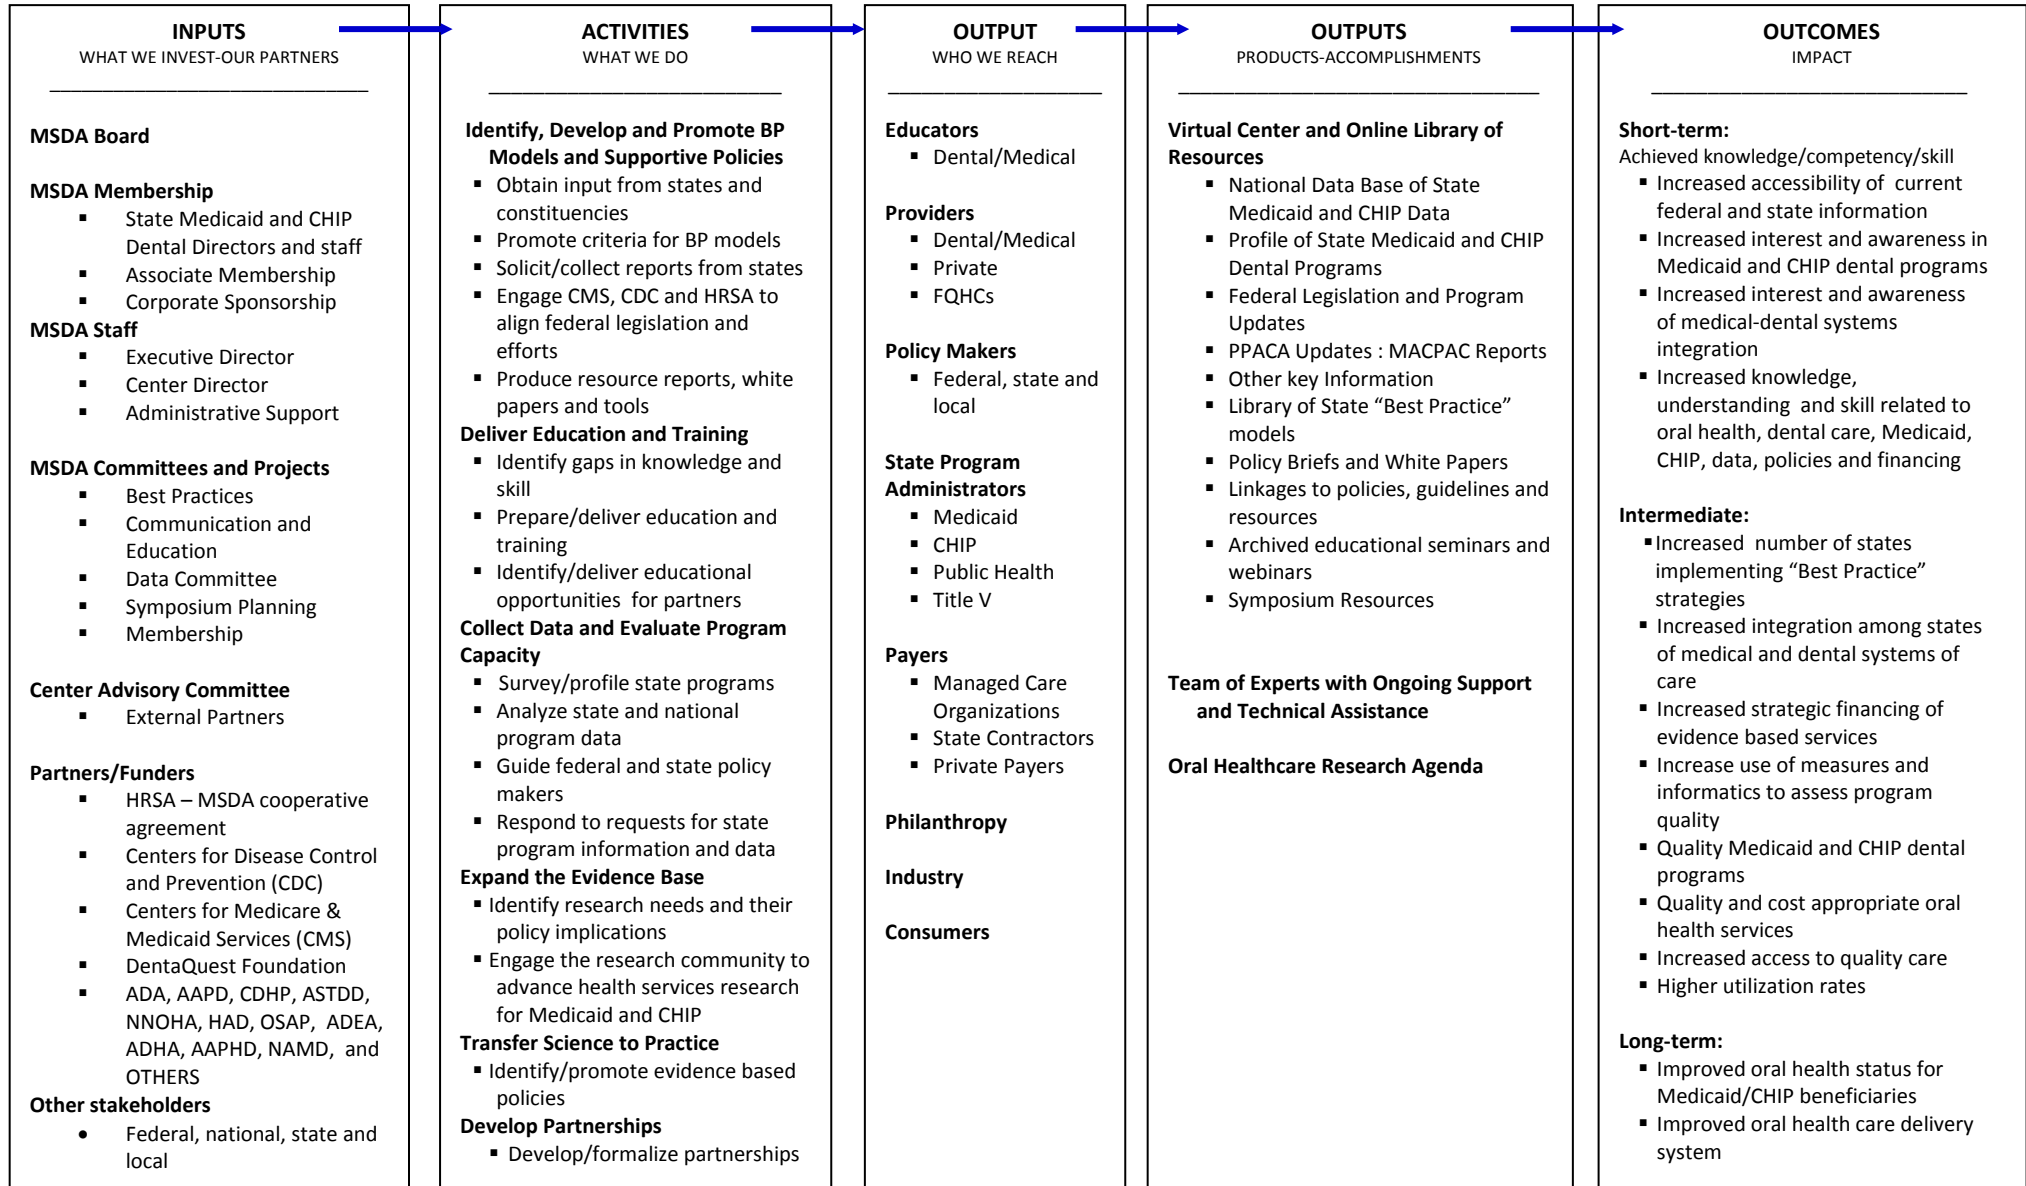 INPUTS
WHAT WE INVEST-OUR PARTNERS
MSDA Board
MSDA Membership
▪ State Medicaid and CHIP
Dental Directors and staff
▪ Associate Membership
▪ Corporate Sponsorship
MSDA Staff
▪ Executive Director
▪ Center Director
▪ Administrative Support
MSDA Committees and Projects
▪ Best Practices
▪ Communication and
Education
▪ Data Committee
▪ Symposium Planning
▪ Membership
Center Advisory Committee
▪ External Partners
Partners/Funders
▪ HRSA – MSDA cooperative
agreement
▪ Centers for Disease Control
and Prevention (CDC)
▪ Centers for Medicare &
Medicaid Services (CMS)
▪ DentaQuest Foundation
▪ ADA, AAPD, CDHP, ASTDD,
NNOHA, HAD, OSAP, ADEA,
ADHA, AAPHD, NAMD, and
OTHERS
Other stakeholders
• Federal, national, state and
local
ACTIVITIES
WHAT WE DO
Identify, Develop and Promote BP
Models and Supportive Policies
▪ Obtain input from states and
constituencies
▪ Promote criteria for BP models
▪ Solicit/collect reports from states
▪ Engage CMS, CDC and HRSA to
align federal legislation and
efforts
▪ Produce resource reports, white
papers and tools
Deliver Education and Training
▪ Identify gaps in knowledge and
skill
▪ Prepare/deliver education and
training
▪ Identify/deliver educational
opportunities for partners
Collect Data and Evaluate Program
Capacity
▪ Survey/profile state programs
▪ Analyze state and national
program data
▪ Guide federal and state policy
makers
▪ Respond to requests for state
program information and data
Expand the Evidence Base
▪ Identify research needs and their
policy implications
▪ Engage the research community to
advance health services research
for Medicaid and CHIP
Transfer Science to Practice
▪ Identify/promote evidence based
policies
Develop Partnerships
▪ Develop/formalize partnerships
OUTPUT
WHO WE REACH
Educators
▪ Dental/Medical
Providers
▪ Dental/Medical
▪ Private
▪ FQHCs
Policy Makers
▪ Federal, state and
local
State Program
Administrators
▪ Medicaid
▪ CHIP
▪ Public Health
▪ Title V
Payers
▪ Managed Care
Organizations
▪ State Contractors
▪ Private Payers
Philanthropy
Industry
Consumers
OUTPUTS
PRODUCTS-ACCOMPLISHMENTS
Virtual Center and Online Library of
Resources
▪ National Data Base of State
Medicaid and CHIP Data
▪ Profile of State Medicaid and CHIP
Dental Programs
▪ Federal Legislation and Program
Updates
▪ PPACA Updates : MACPAC Reports
▪ Other key Information
▪ Library of State “Best Practice”
models
▪ Policy Briefs and White Papers
▪ Linkages to policies, guidelines and
resources
▪ Archived educational seminars and
webinars
▪ Symposium Resources
Team of Experts with Ongoing Support
and Technical Assistance
Oral Healthcare Research Agenda
OUTCOMES
IMPACT
Short-term:
Achieved knowledge/competency/skill
▪ Increased accessibility of current
federal and state information
▪ Increased interest and awareness in
Medicaid and CHIP dental programs
▪ Increased interest and awareness
of medical-dental systems
integration
▪ Increased knowledge,
understanding and skill related to
oral health, dental care, Medicaid,
CHIP, data, policies and financing
Intermediate:
▪ Increased number of states
implementing “Best Practice”
strategies
▪ Increased integration among states
of medical and dental systems of
care
▪ Increased strategic financing of
evidence based services
▪ Increase use of measures and
informatics to assess program
quality
▪ Quality Medicaid and CHIP dental
programs
▪ Quality and cost appropriate oral
health services
▪ Increased access to quality care
▪ Higher utilization rates
Long-term:
▪ Improved oral health status for
Medicaid/CHIP beneficiaries
▪ Improved oral health care delivery
system